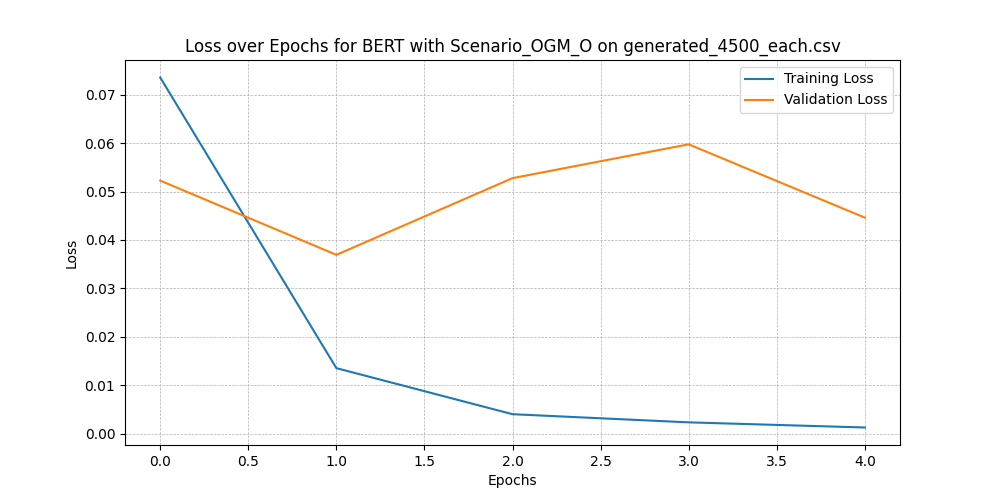 Loss over Epochs for BERT with Scenario_OGM_O on generated_4500_each.csv
Training Loss
Validation Loss
0.07
0.06
0.05
0.04
0.03
0.02
0.01
0.00
Loss
0.0 0.5 1.0 1.5 2.0 2.5 3.0 3.5 4.0
Epochs